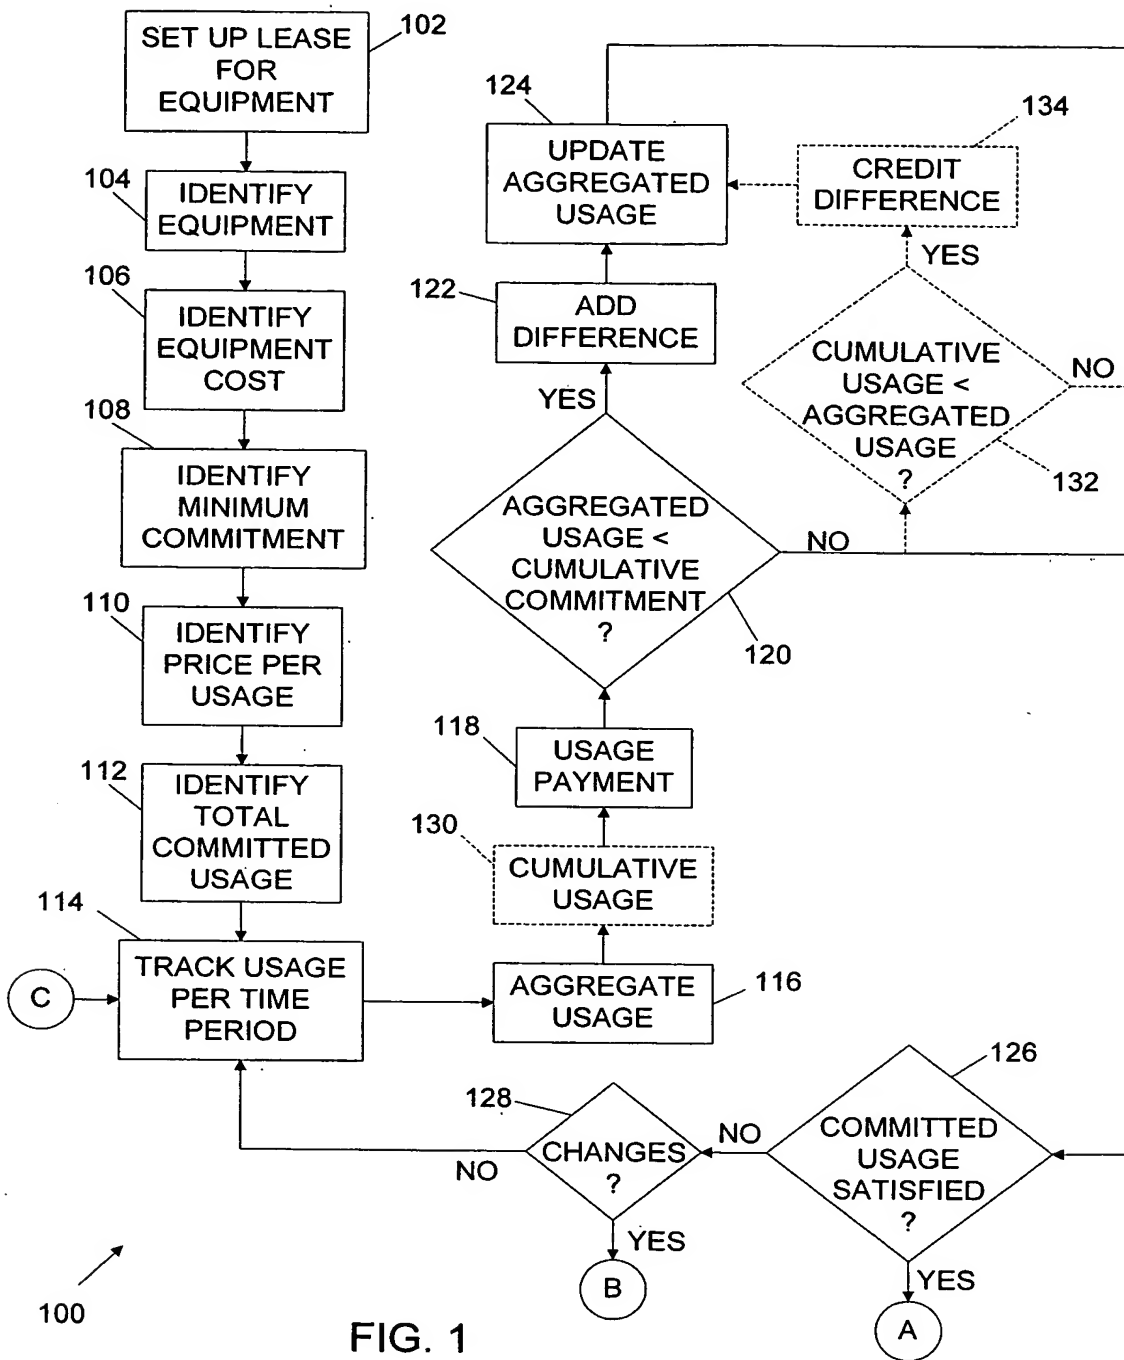 SET UP LEASE
FOR
EQUIPMENT
102
104
IDENTIFY
EQUIPMENT
106
IDENTIFY
EQUIPMENT
COST
108
IDENTIFY
MINIMUM
COMMITMENT
110
IDENTIFY
PRICE PER
USAGE
112
IDENTIFY
TOTAL
COMMITTED
USAGE
114
C
TRACK USAGE
PER TIME
PERIOD
AGGREGATE
USAGE
116
130
CUMULATIVE
USAGE
118
USAGE
PAYMENT
AGGREGATED
USAGE <
CUMULATIVE
COMMITMENT
?
120
YES
NO
122
ADD
DIFFERENCE
124
UPDATE
AGGREGATED
USAGE
134
CREDIT
DIFFERENCE
YES
CUMULATIVE
USAGE <
AGGREGATED
USAGE
?
NO
132
126
COMMITTED
USAGE
SATISFIED
?
NO
YES
A
128
CHANGES
?
NO
YES
B
100
FIG. 1